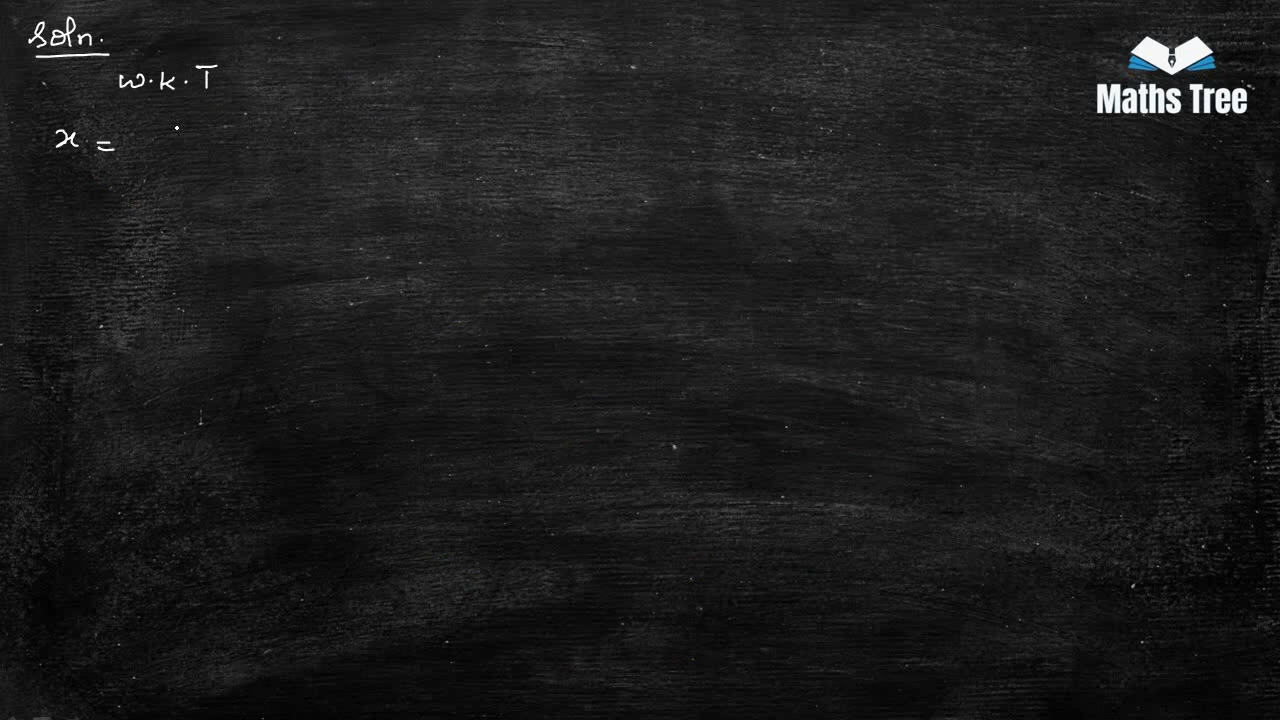 Soln.
w.k.T
x =
Maths Tree